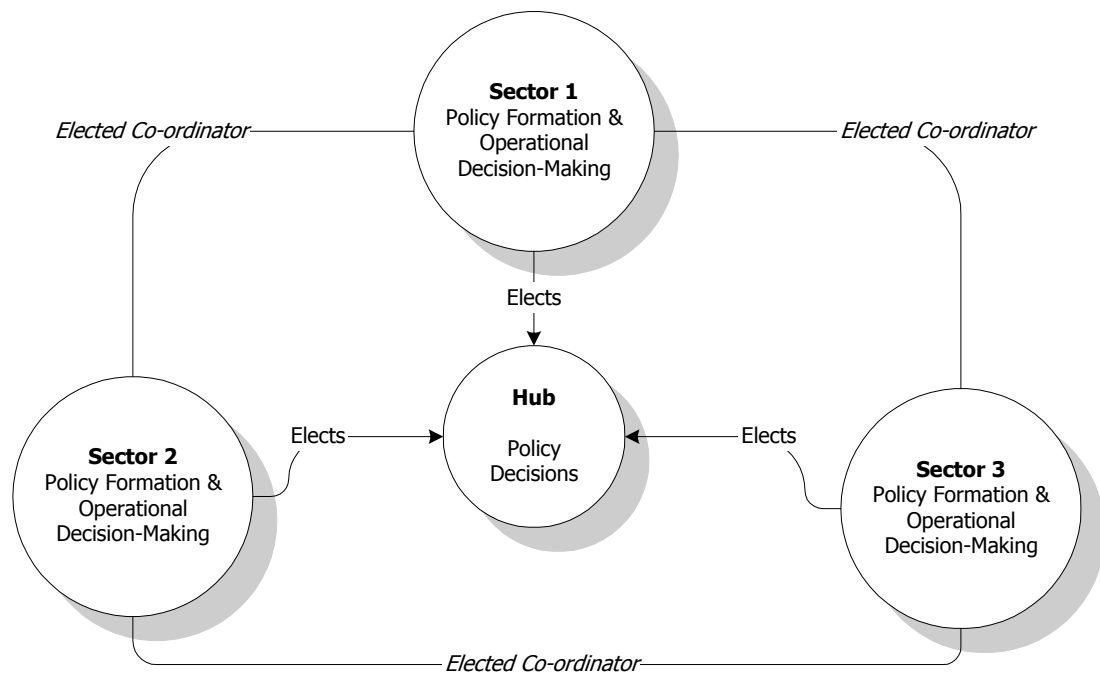 Sector 1
Policy Formation &
Operational
Decision-Making
Elected Co-ordinator
Elected Co-ordinator
Elects
Hub
Policy
Decisions
Elects
Elects
Sector 2
Policy Formation &
Operational
Decision-Making
Sector 3
Policy Formation &
Operational
Decision-Making
Elected Co-ordinator